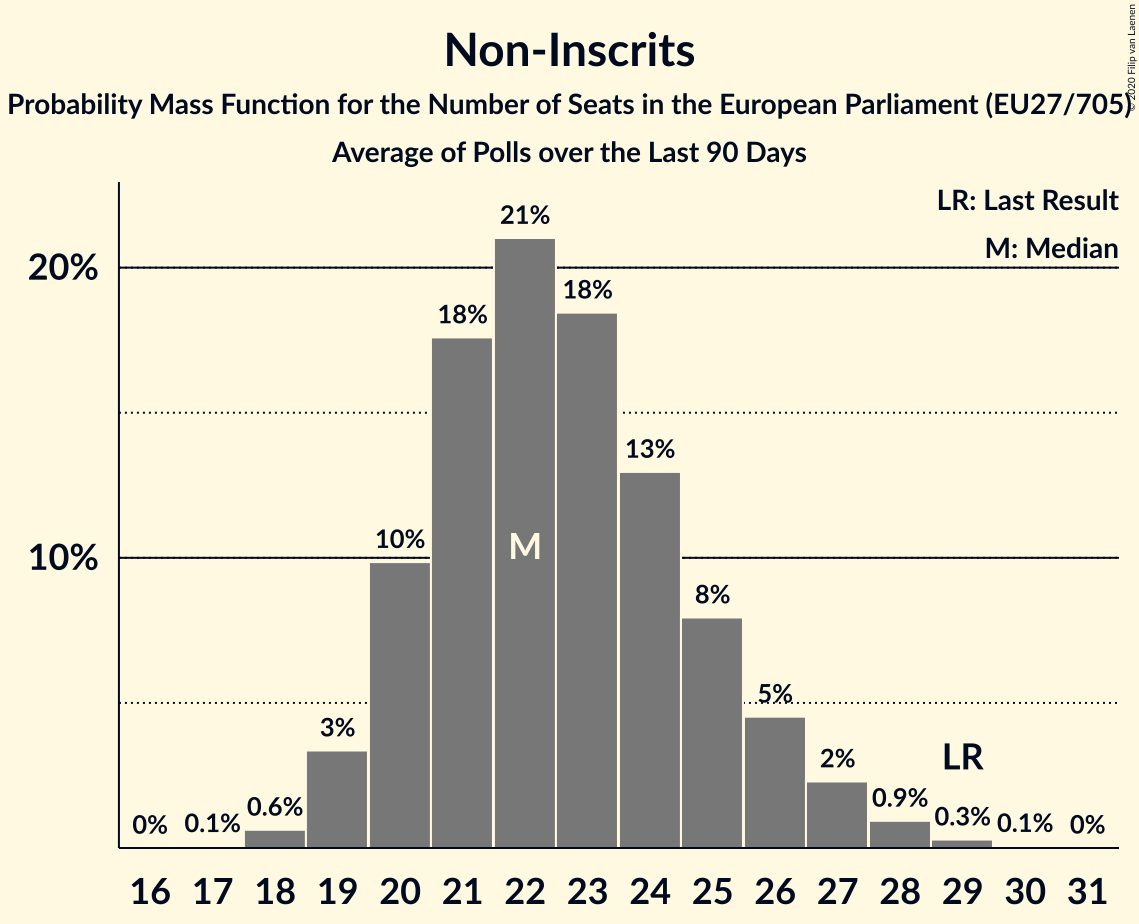 Non-Inscrits
Probability Mass Function for the Number of Seats in the European Parliament (EU27/705)
Average of Polls over the Last 90 Days
© 2020 Filip van Laenen
LR: Last Result
M: Median
20%
10%
0%
0.1%
0.6%
3%
10%
18%
21%
18%
13%
8%
5%
2%
0.9%
0.3%
0.1%
0%
M
LR
16 17 18 19 20 21 22 23 24 25 26 27 28 29 30 31